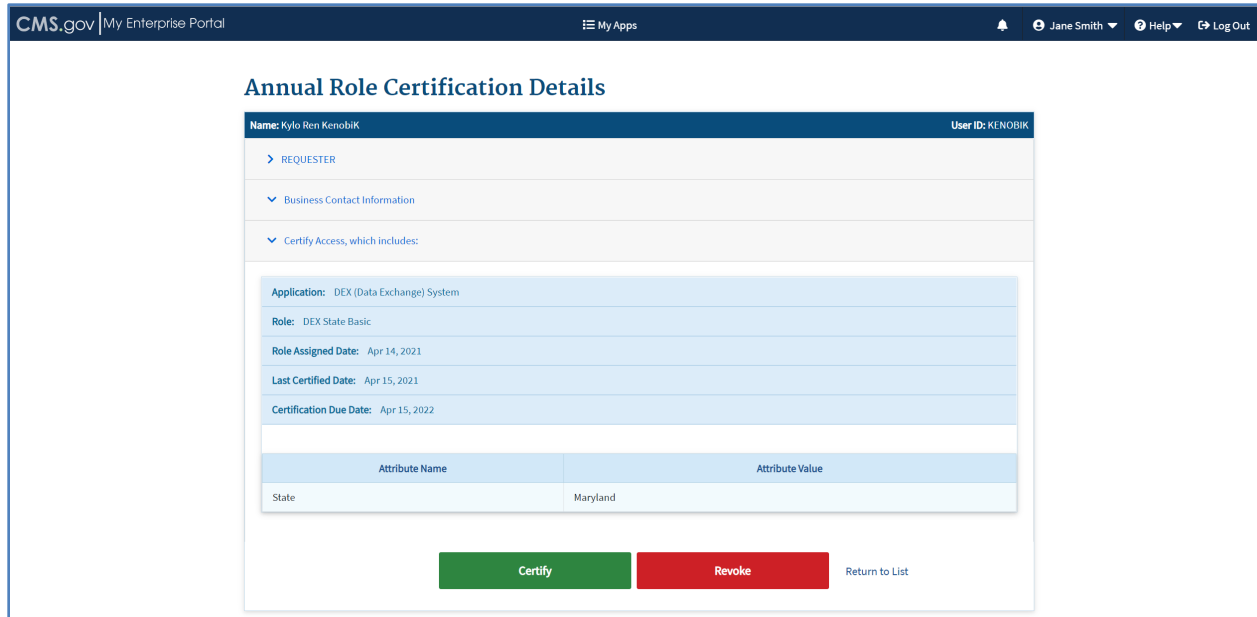 CMS.gov My Enterprise Portal My Apps Jane Smith Help Log Out
Annual Role Certification Details
Name: Kylo Ren KenobiK User ID: KENOBIK
REQUESTER
Business Contact Information
Certify Access, which includes:
Application: DEX (Data Exchange) System
Role: DEX State Basic
Role Assigned Date: Apr 14, 2021
Last Certified Date: Apr 15, 2021
Certification Due Date: Apr 15, 2022
Attribute Name Attribute Value
State Maryland
Certify Revoke Return to List